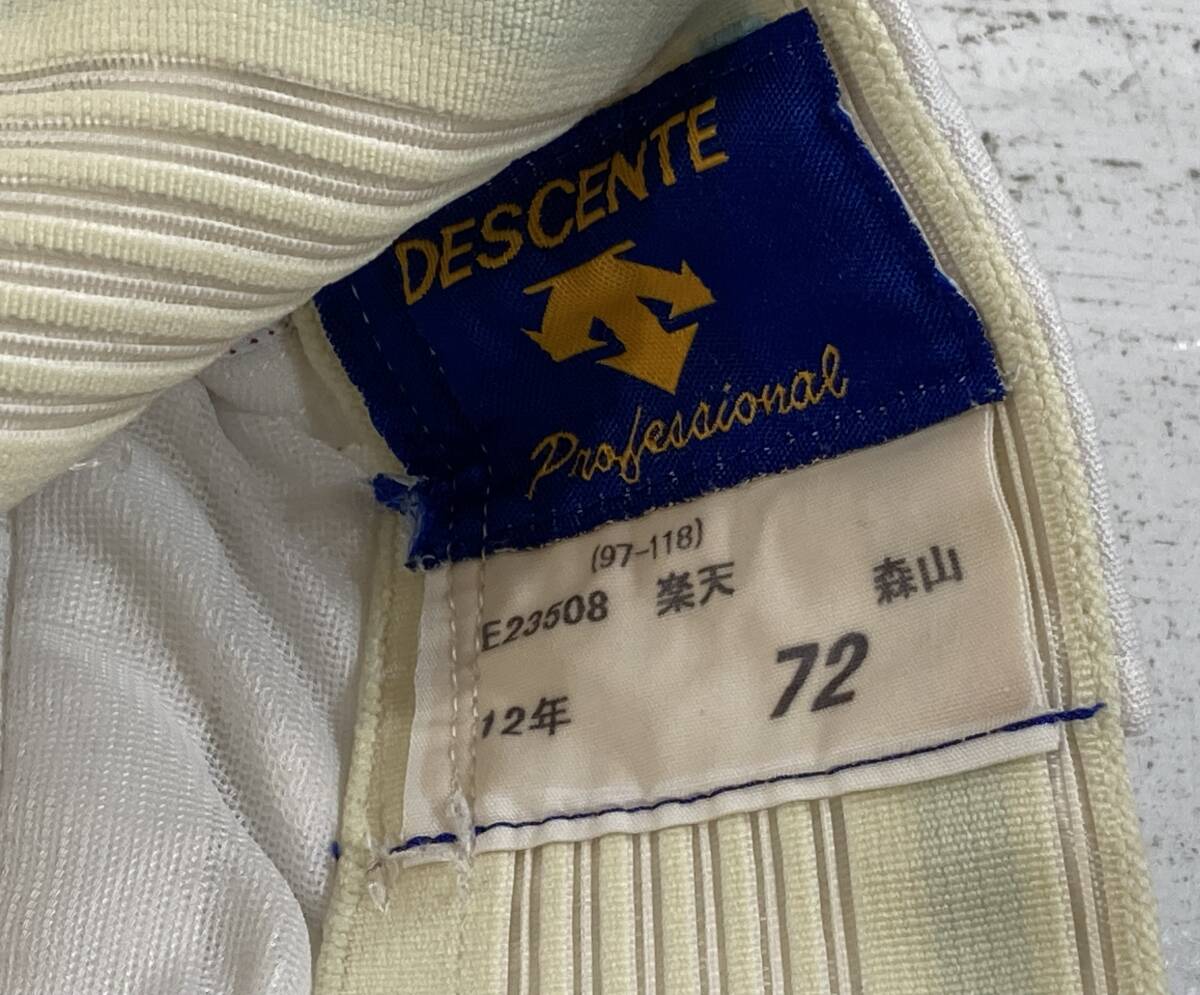 DESCENTE
Professional
(97-118)
E23508 楽天 森山
12年 72